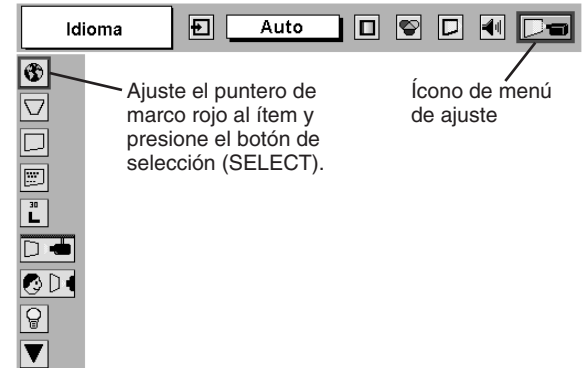 Idioma
Auto
Ajuste el puntero de
marco rojo al ítem y
presione el botón de
selección (SELECT).
Ícono de menú
de ajuste
30
L